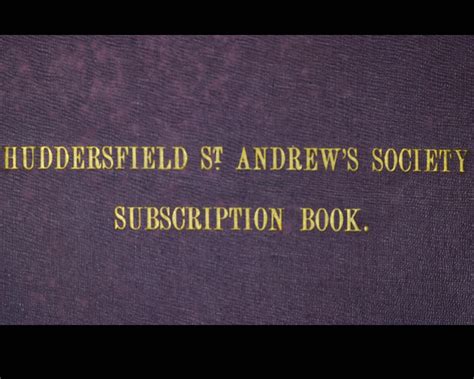 HUDDERSFIELD ST ANDREW'S SOCIETY
SUBSCRIPTION BOOK.